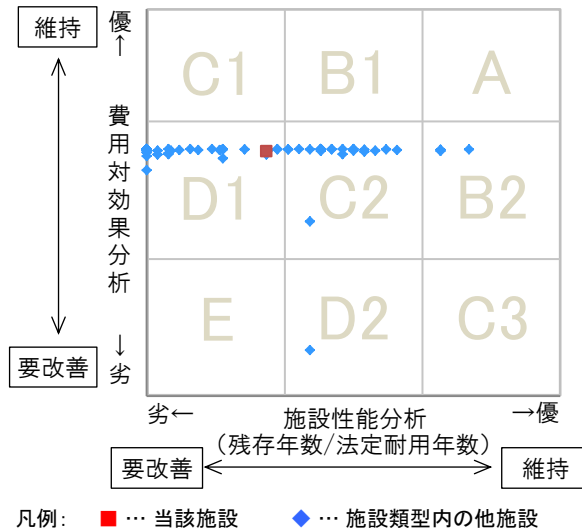 維持
優←
費用対効果分析
→劣
要改善
C1
B1
A
D1
C2
B2
E
D2
C3
劣←
施設性能分析
→優
（残存年数/法定耐用年数）
要改善
維持
凡例: ■ … 当該施設 ◆ … 施設類型内の他施設